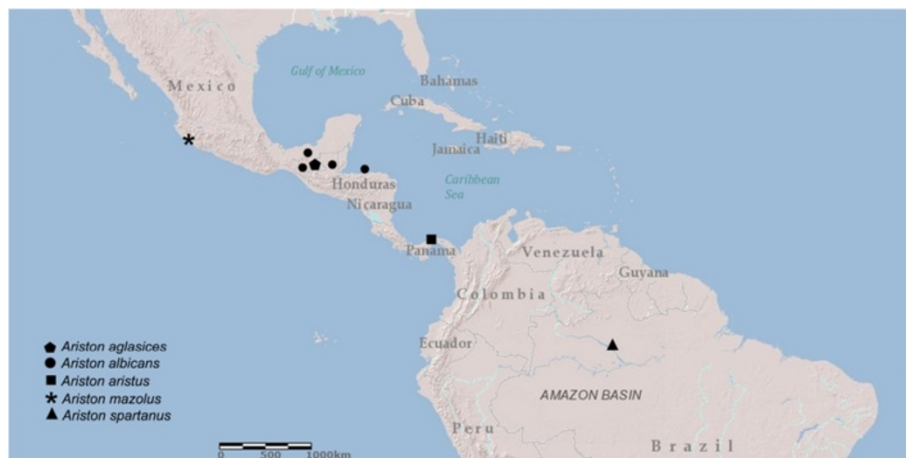 Gulf of Mexico
Bahamas
Mexico
Cuba
Haiti
Jamaica
Caribbean
Sea
Honduras
Nicaragua
Panama
Venezuela
Guyana
Colombia
Ecuador
AMAZON BASIN
Peru
Brazil
Ariston aglasices
Ariston albicans
Ariston aristus
Ariston mazolus
Ariston spartanus
0 500 1000km